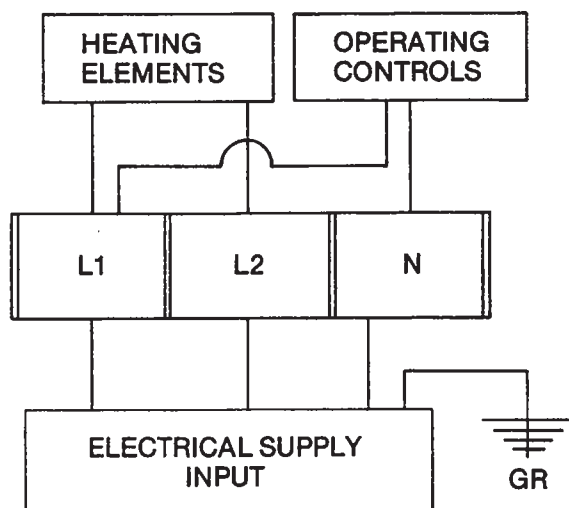 HEATING
ELEMENTS
OPERATING
CONTROLS
L1
L2
N
ELECTRICAL SUPPLY
INPUT
GR